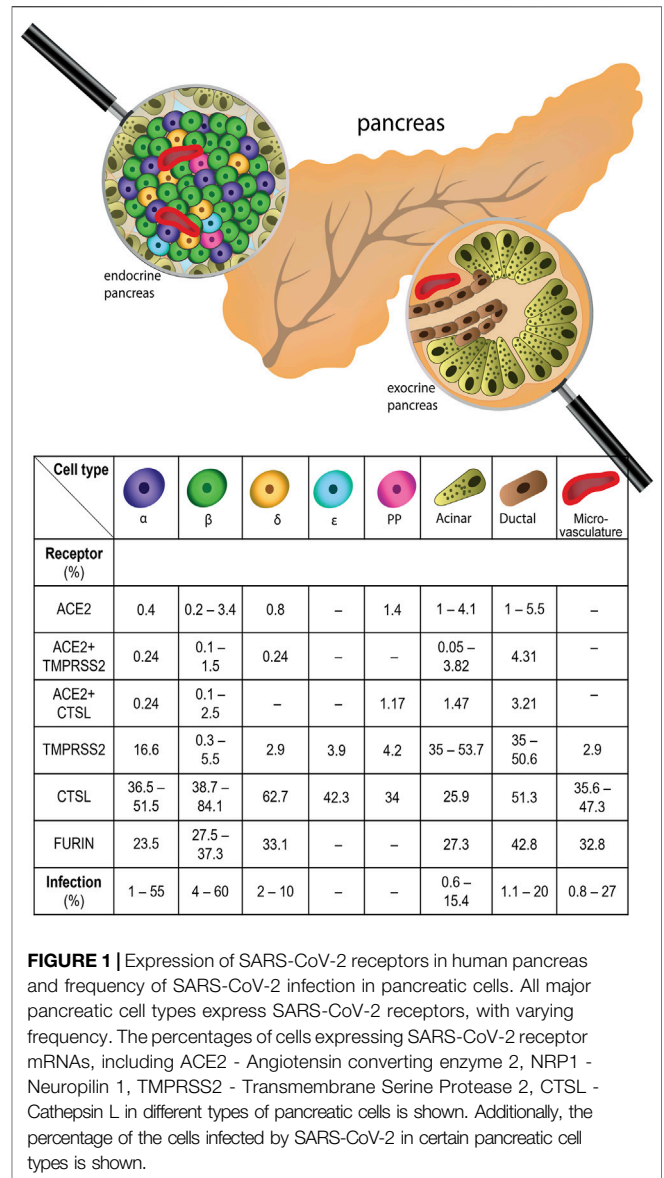 pancreas
endocrine
pancreas
exocrine
pancreas
Cell type
α β δ ε PP Acinar Ductal Micro-
vasculature
Receptor
(%)
ACE2 0.4 0.2 – 3.4 0.8 – 1.4 1 – 4.1 1 – 5.5 –
ACE2+
TMPRSS2 0.24 0.1 –
1.5 0.24 – – 0.05 –
3.82 4.31 –
ACE2+
CTSL 0.24 0.1 –
2.5 – – 1.17 1.47 3.21 –
TMPRSS2 16.6 0.3 –
5.5 2.9 3.9 4.2 35 – 53.7 35 –
50.6 2.9
CTSL 36.5 –
51.5 38.7 –
84.1 62.7 42.3 34 25.9 51.3 35.6 –
47.3
FURIN 23.5 27.5 –
37.3 33.1 – – 27.3 42.8 32.8
Infection
(%) 1 – 55 4 – 60 2 – 10 – – 0.6 –
15.4 1.1 – 20 0.8 – 27
FIGURE 1 | Expression of SARS-CoV-2 receptors in human pancreas
and frequency of SARS-CoV-2 infection in pancreatic cells. All major
pancreatic cell types express SARS-CoV-2 receptors, with varying
frequency. The percentages of cells expressing SARS-CoV-2 receptor
mRNAs, including ACE2 - Angiotensin converting enzyme 2, NRP1 -
Neuropilin 1, TMPRSS2 - Transmembrane Serine Protease 2, CTSL -
Cathepsin L in different types of pancreatic cells is shown. Additionally, the
percentage of the cells infected by SARS-CoV-2 in certain pancreatic cell
types is shown.